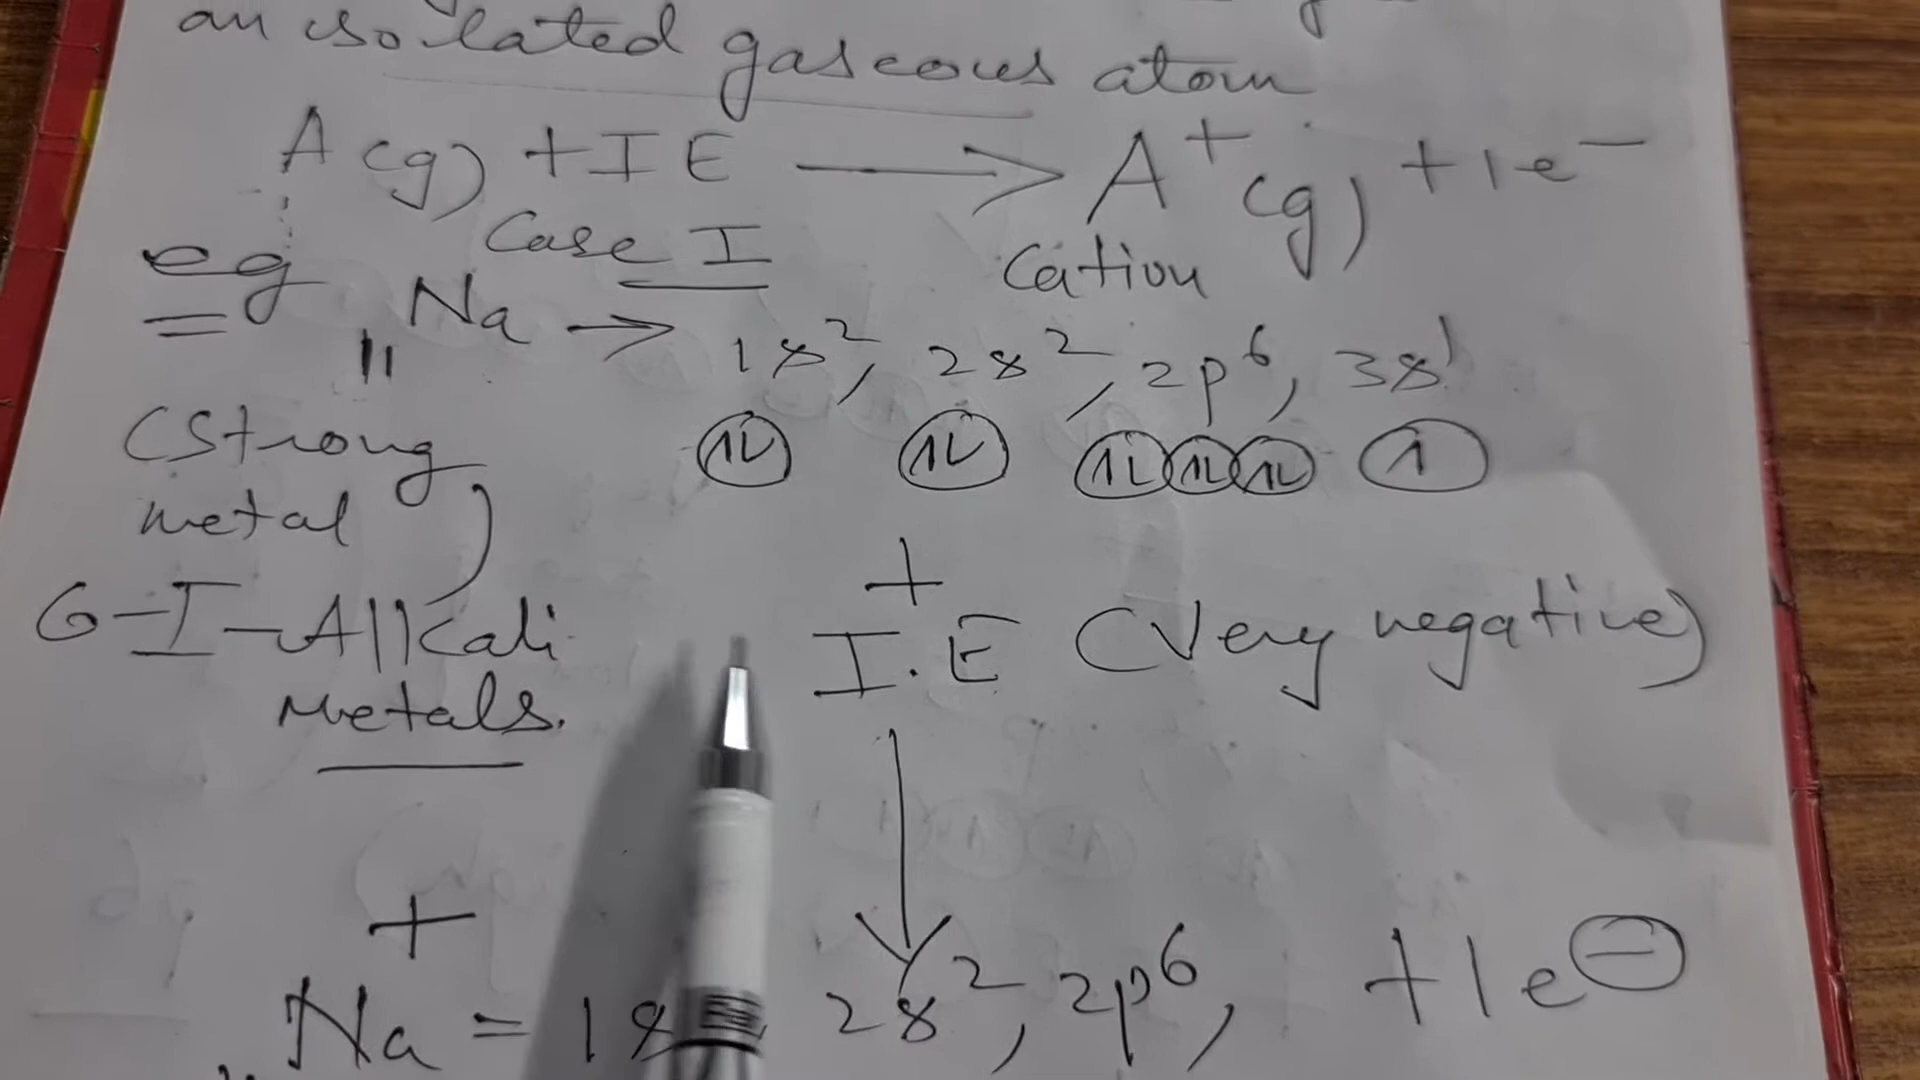 an isolated gaseous atom
A(g) + IE ⟶ A⁺(g) + 1e⁻
Case I
Cation
eg Na → 1s², 2s², 2p⁶, 3s¹
11
(Strong metal)
↿⇂ ↿⇂ ↿⇂ ↿⇂ ↿⇂ ↿
G-I-Alkali
Metals.
+
I.E (Very negative)
↓
Na⁺ = 1s 2s², 2p⁶, +1e⊖